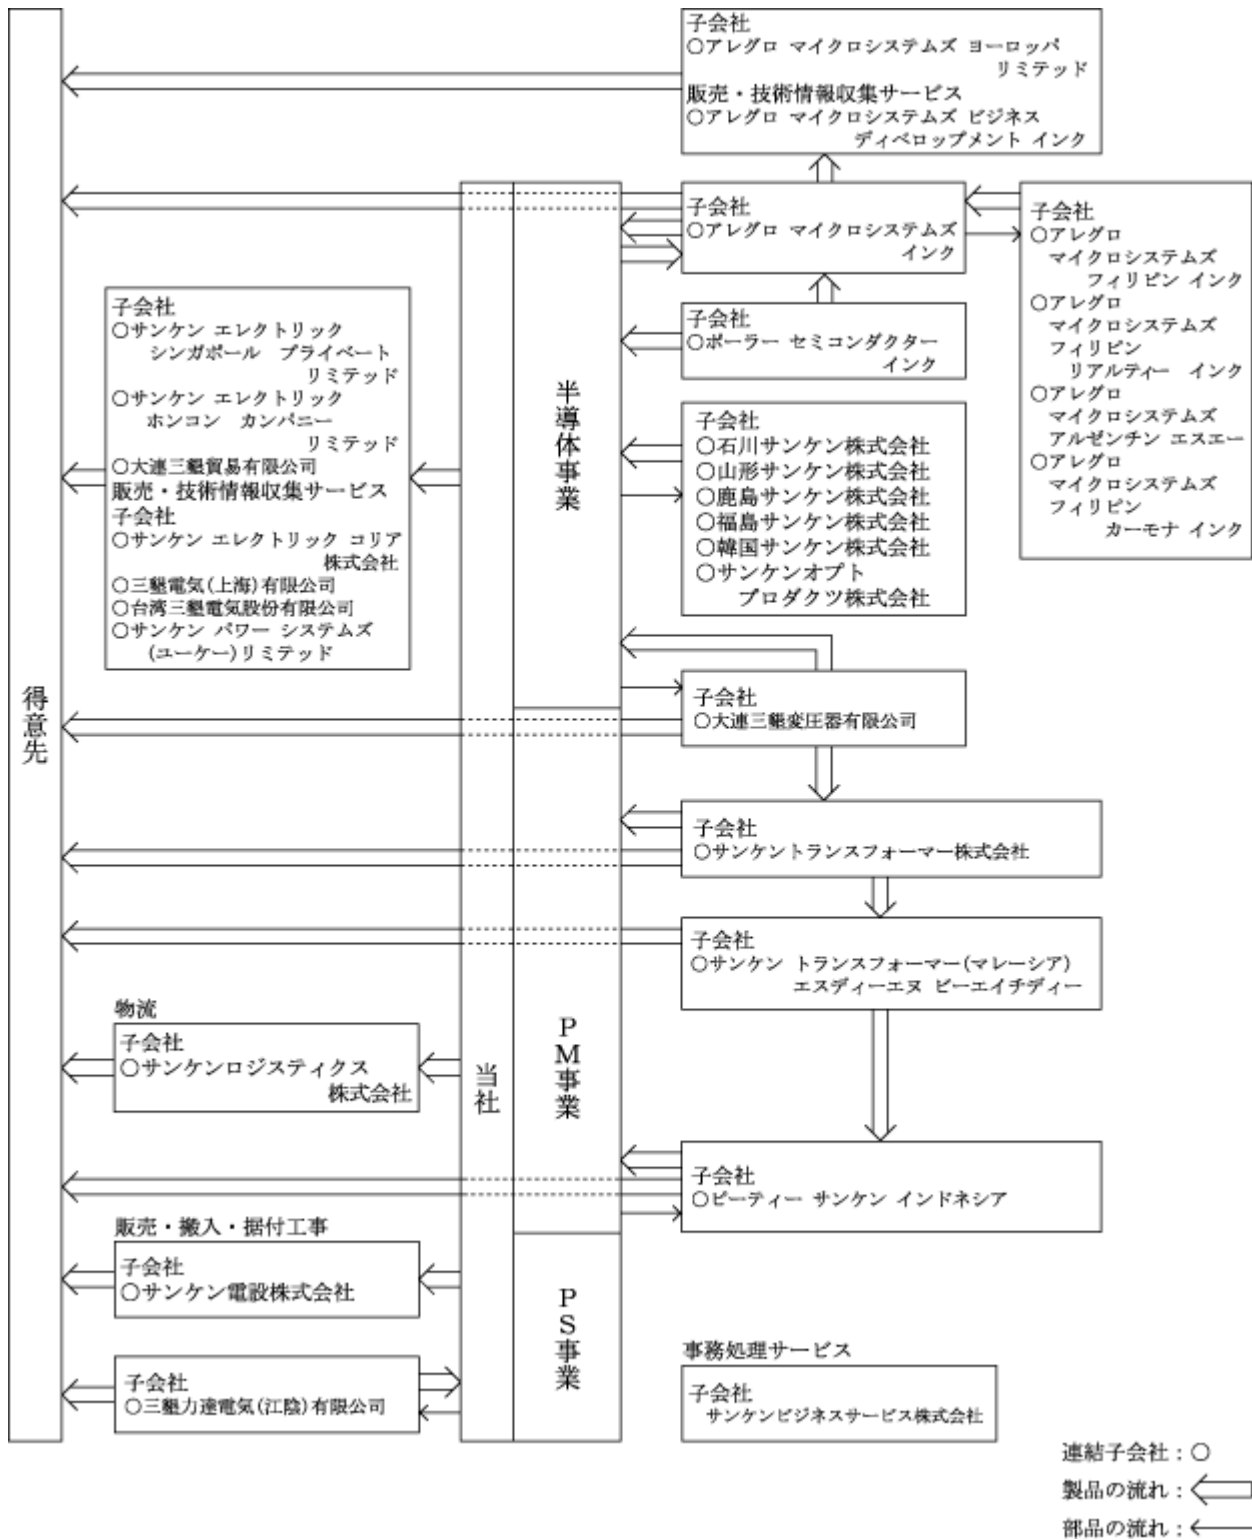 子会社
○アレグロ マイクロシステムズ ヨーロッパ
リミテッド
販売・技術情報収集サービス
○アレグロ マイクロシステムズ ビジネス
ディベロップメント インク
子会社
○アレグロ マイクロシステムズ
インク
子会社
○アレグロ
マイクロシステムズ
フィリピン インク
○アレグロ
マイクロシステムズ
フィリピン
リアルティー インク
○アレグロ
マイクロシステムズ
アルゼンチン エスエー
○アレグロ
マイクロシステムズ
フィリピン
カーモナ インク
子会社
○ポーラー セミコンダクター
インク
子会社
○サンケン エレクトリック
シンガポール プライベート
リミテッド
○サンケン エレクトリック
ホンコン カンパニー
リミテッド
○大連三墾貿易有限公司
販売・技術情報収集サービス
子会社
○サンケン エレクトリック コリア
株式会社
○三墾電気(上海)有限公司
○台湾三墾電気股份有限公司
○サンケン パワー システムズ
(ユーケー)リミテッド
半導体事業
子会社
○石川サンケン株式会社
○山形サンケン株式会社
○鹿島サンケン株式会社
○福島サンケン株式会社
○韓国サンケン株式会社
○サンケンオプト
プロダクツ株式会社
得意先
子会社
○大連三墾変圧器有限公司
子会社
○サンケントランスフォーマー株式会社
子会社
○サンケン トランスフォーマー(マレーシア)
エスディーエヌ ビーエイチディー
物流
子会社
○サンケンロジスティクス
株式会社
当社
PM事業
子会社
○ピーティー サンケン インドネシア
販売・搬入・据付工事
子会社
○サンケン電設株式会社
PS事業
子会社
○三墾力達電気(江陰)有限公司
事務処理サービス
子会社
サンケンビジネスサービス株式会社
連結子会社:○
製品の流れ:
部品の流れ: